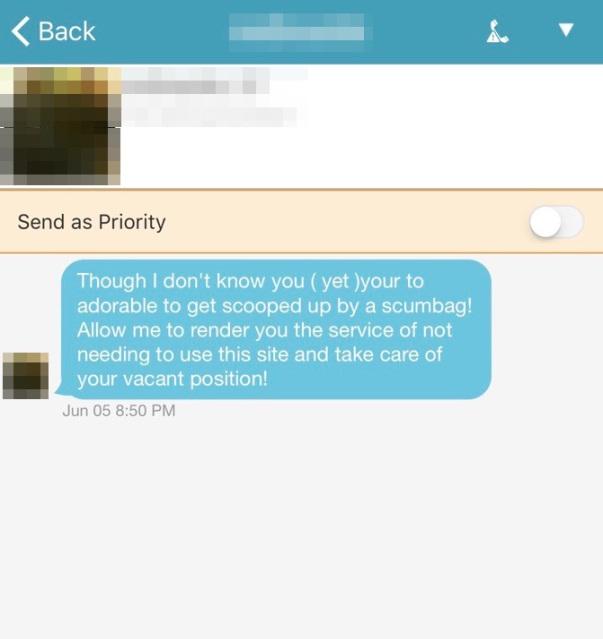 Back
Send as Priority
Though I don't know you ( yet )your to
adorable to get scooped up by a scumbag!
Allow me to render you the service of not
needing to use this site and take care of
your vacant position!
Jun 05 8:50 PM